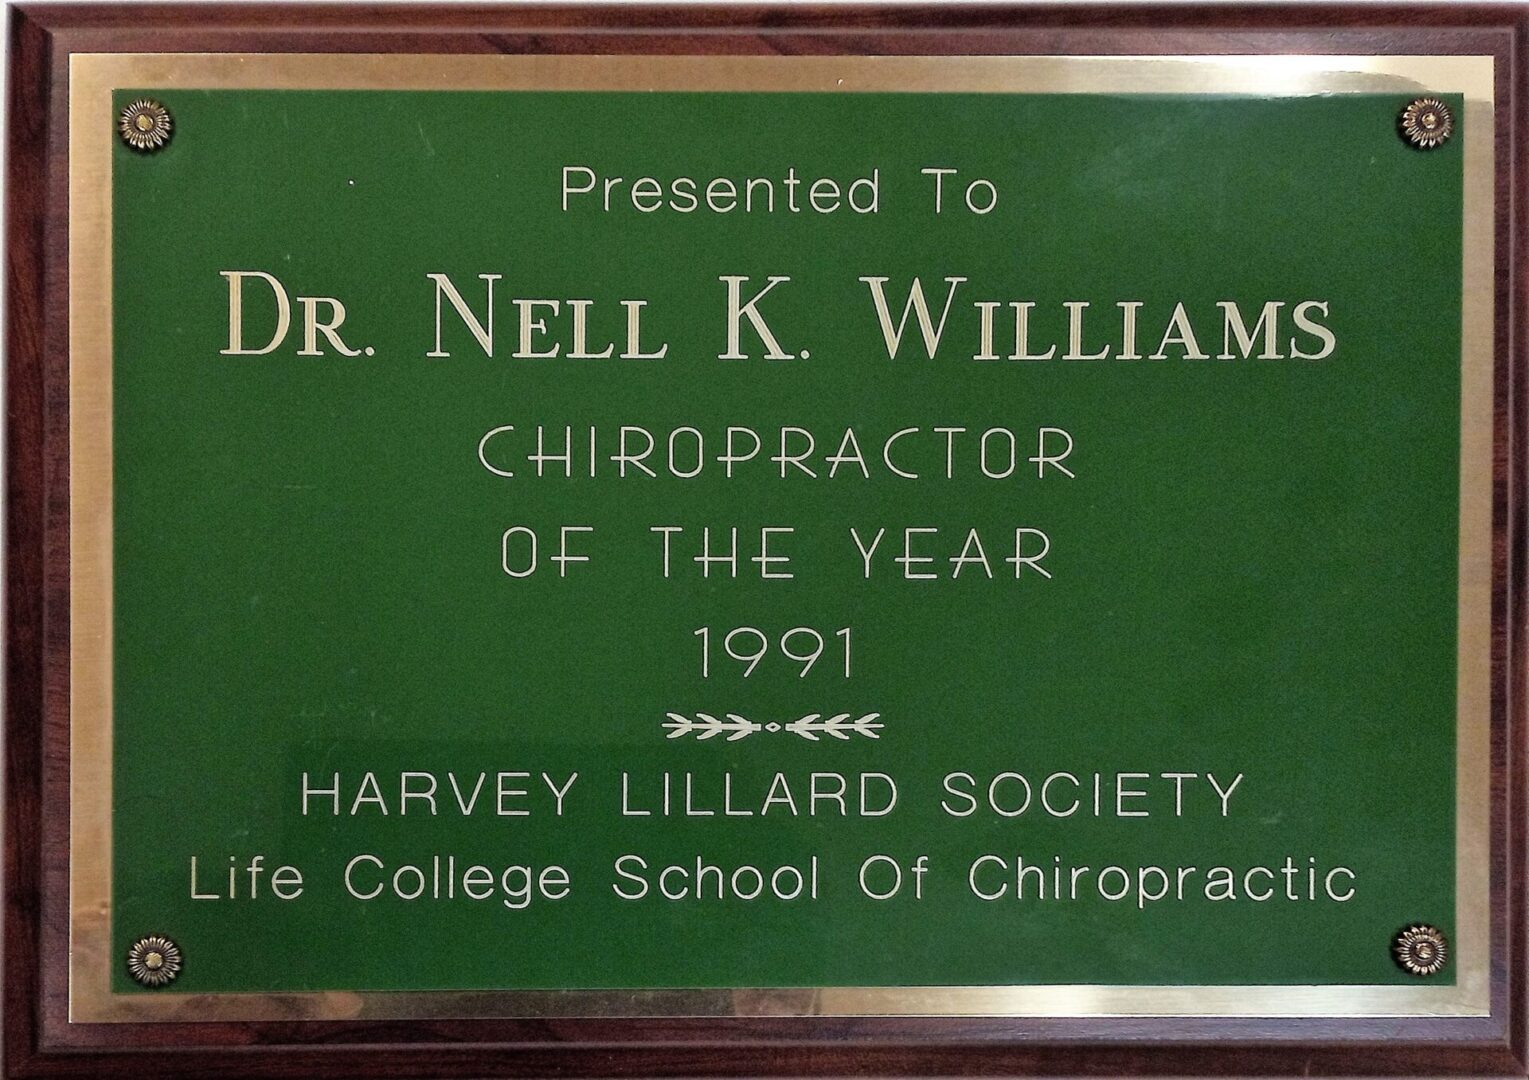 Presented To
DR. NELL K. WILLIAMS
CHIROPRACTOR
OF THE YEAR
1991
HARVEY LILLARD SOCIETY
Life College School Of Chiropractic